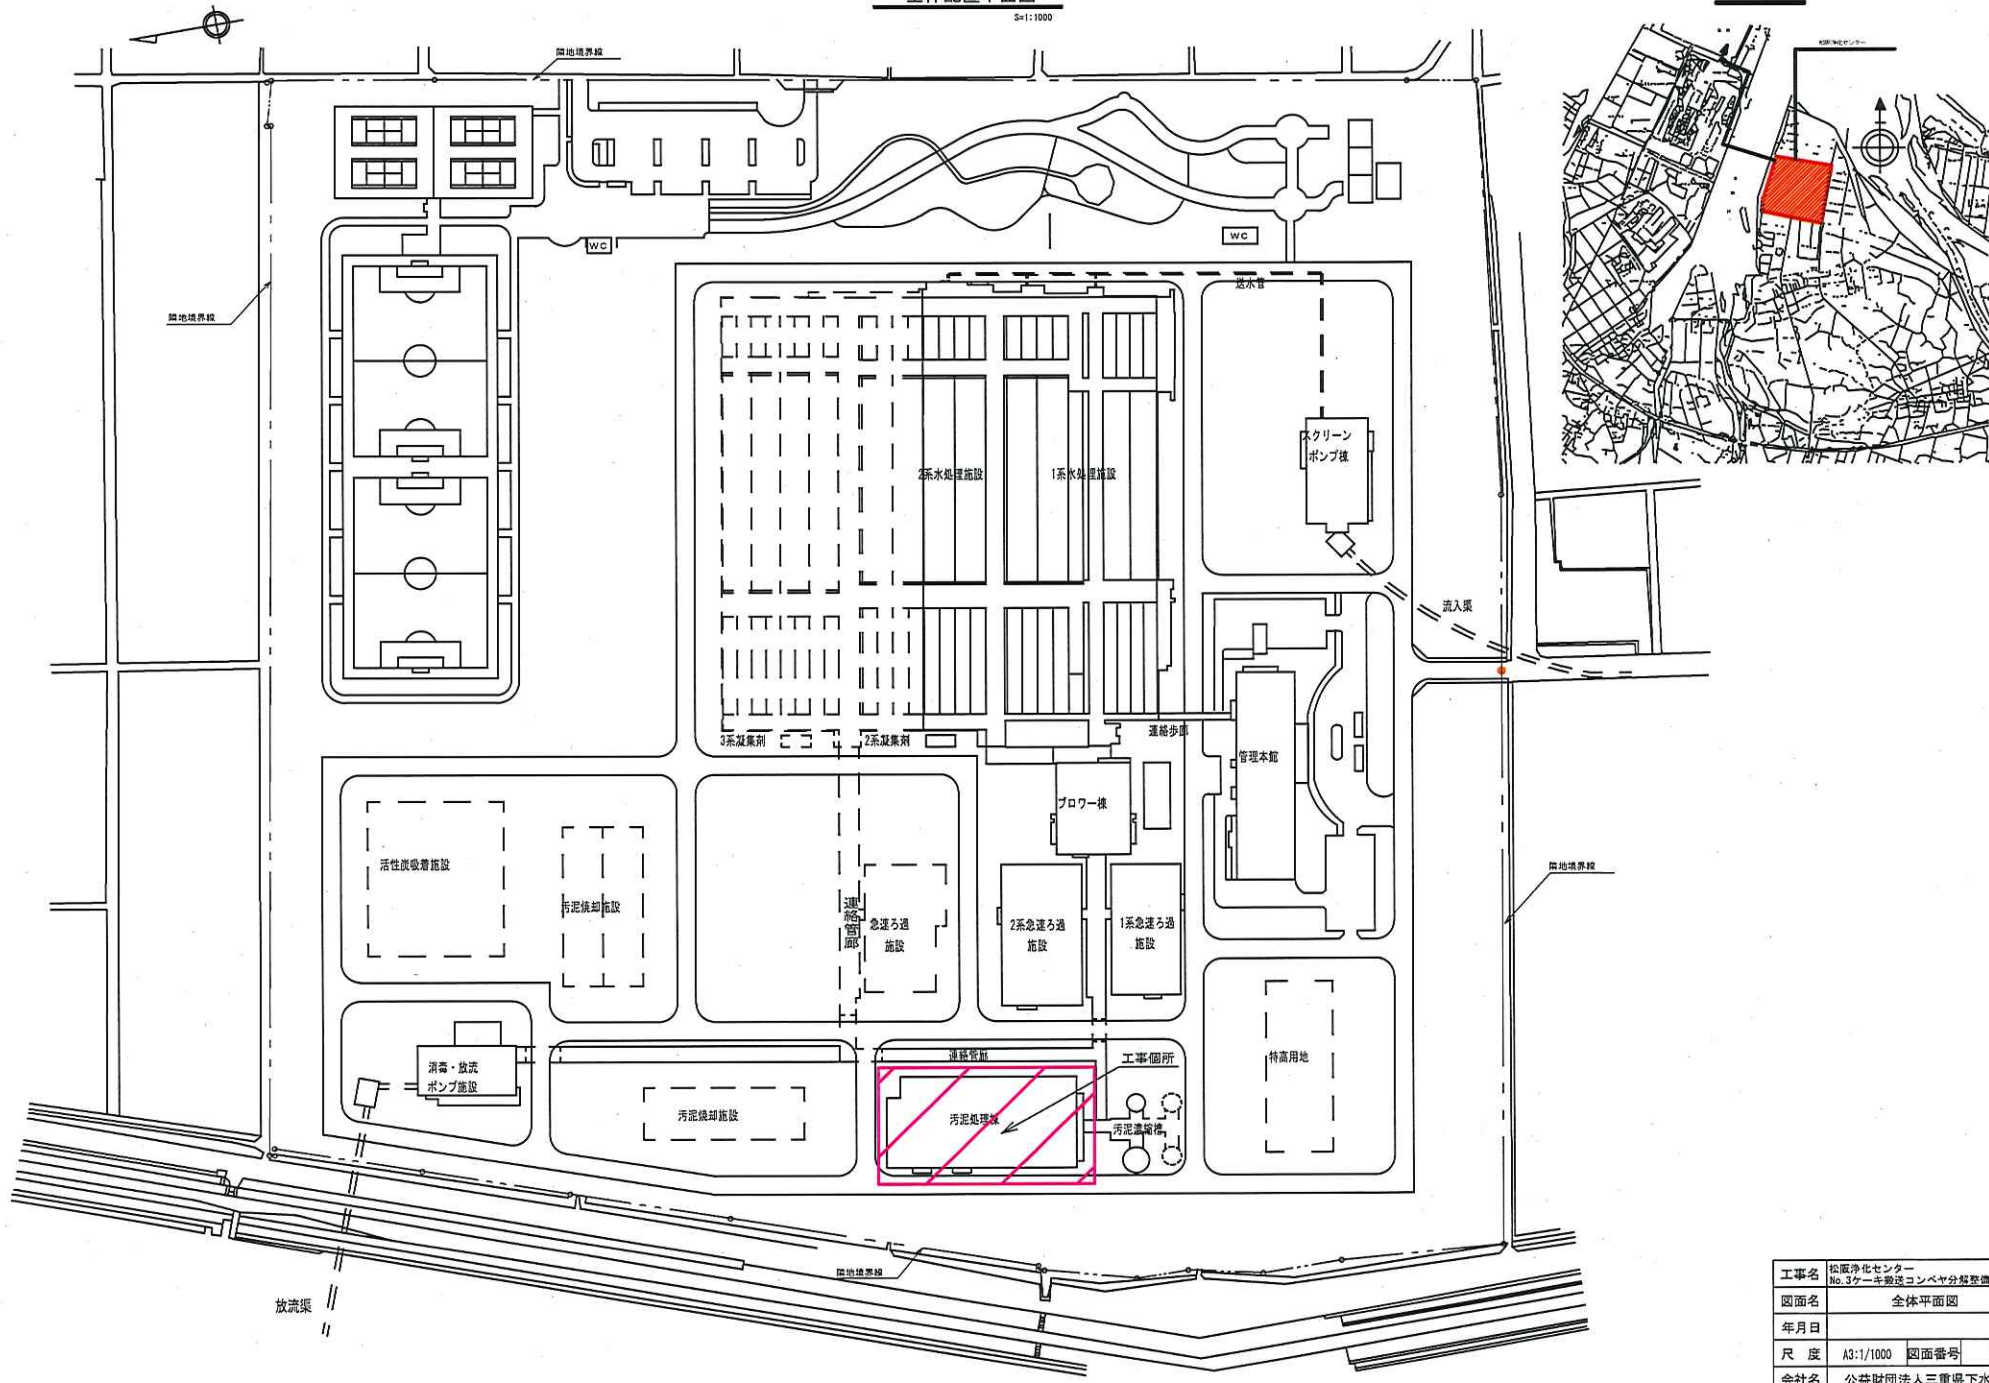 S=1:1000
隣地境界線
松阪浄化センター
WC
WC
隣地境界線
送水管
スクリーン
ポンプ棟
2系水処理施設
1系水処理施設
流入渠
3系凝集剤
2系凝集剤
連絡歩廊
管理本館
ブロワー棟
活性炭吸着施設
汚泥焼却施設
連絡管廊
急速ろ過
施設
2系急速ろ過
施設
1系急速ろ過
施設
隣地境界線
消毒・放流
ポンプ施設
連絡管廊
工事個所
特高用地
汚泥焼却施設
汚泥処理棟
汚泥濃縮槽
隣地境界線
放流渠
工事名 松阪浄化センター
No.3ケーキ搬送コンベヤ分解整備
図面名 全体平面図
年月日
尺 度 A3:1/1000 図面番号
会社名 公益財団法人三重県下水